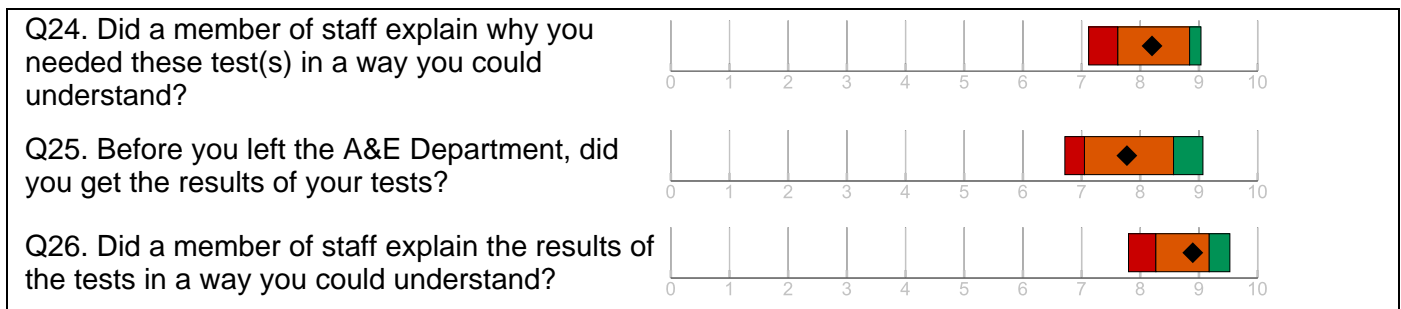 Q24. Did a member of staff explain why you
needed these test(s) in a way you could
understand?
0 1 2 3 4 5 6 7 8 9 10
Q25. Before you left the A&E Department, did
you get the results of your tests?
0 1 2 3 4 5 6 7 8 9 10
Q26. Did a member of staff explain the results of
the tests in a way you could understand?
0 1 2 3 4 5 6 7 8 9 10